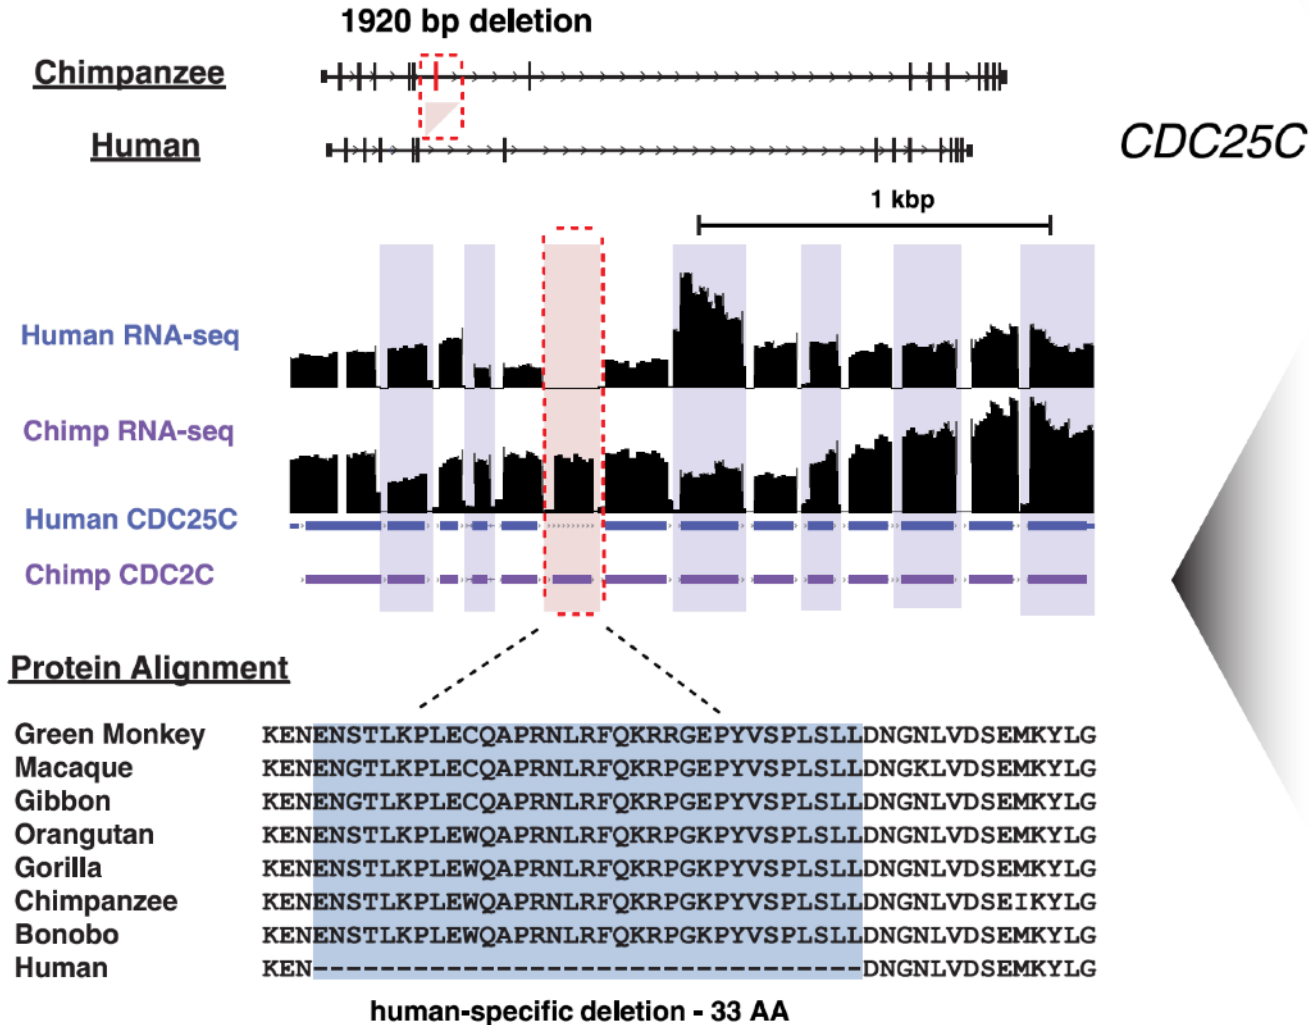 1920 bp deletion
Chimpanzee
Human
CDC25C
1 kbp
Human RNA-seq
Chimp RNA-seq
Human CDC25C
Chimp CDC2C
Protein Alignment
Green Monkey KENENSTLKPLECQAPRNLRFQKRRGEPYVSPLSLLDNGNLVDSEMKYLG
Macaque KENENGTLKPLECQAPRNLRFQKRPGEPYVSPLSLLDNGKLVDSEMKYLG
Gibbon KENENGTLKPLECQAPRNLRFQKRPGEPYVSPLSLLDNGNLVDSEMKYLG
Orangutan KENENSTLKPLEWQAPRNLRFQKRPGKPYVSPLSLLDNGNLVDSEMKYLG
Gorilla KENENSTLKPLEWQAPRNLRFQKRPGKPYVSPLSLLDNGNLVDSEMKYLG
Chimpanzee KENENSTLKPLEWQAPRNLRFQKRPGKPYVSPLSLLDNGNLVDSEIKYLG
Bonobo KENENSTLKPLEWQAPRNLRFQKRPGKPYVSPLSLLDNGNLVDSEMKYLG
Human KEN---------------------------------DNGNLVDSEMKYLG
human-specific deletion - 33 AA